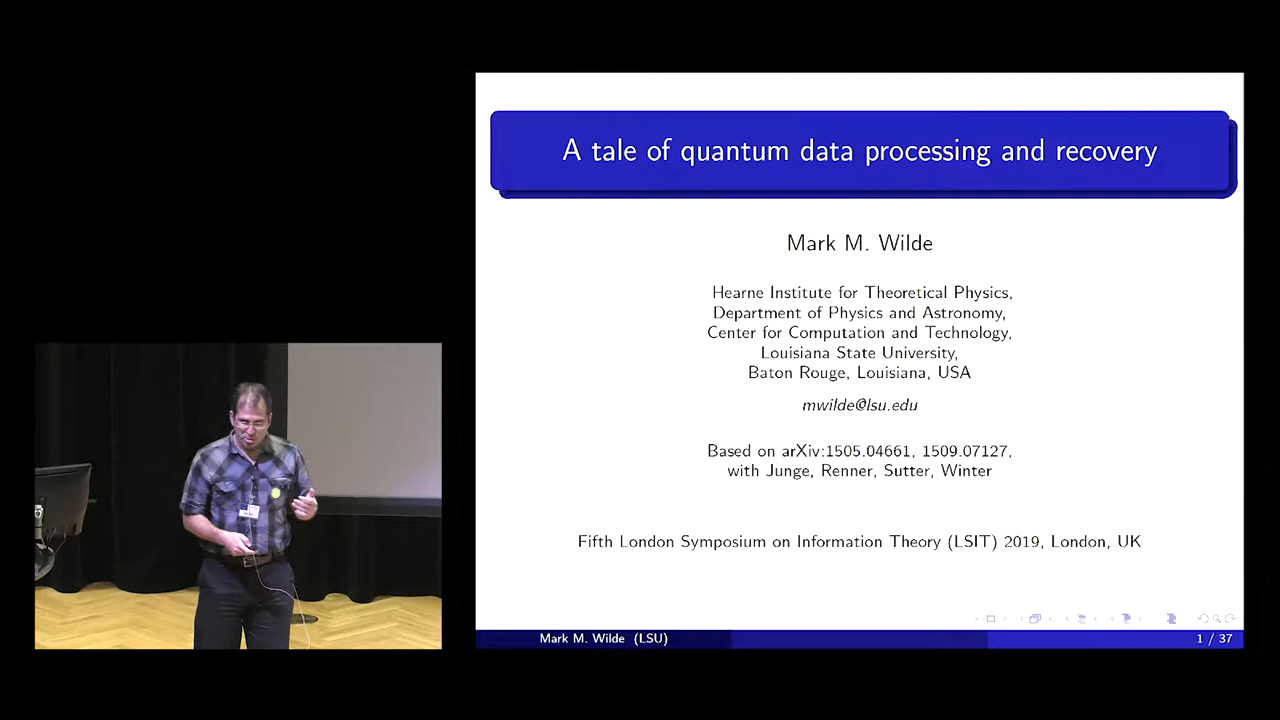 A tale of quantum data processing and recovery
Mark M. Wilde
Hearne Institute for Theoretical Physics,
Department of Physics and Astronomy,
Center for Computation and Technology,
Louisiana State University,
Baton Rouge, Louisiana, USA
mwilde@lsu.edu
Based on arXiv:1505.04661, 1509.07127,
with Junge, Renner, Sutter, Winter
Fifth London Symposium on Information Theory (LSIT) 2019, London, UK
Mark M. Wilde (LSU)
1 / 37